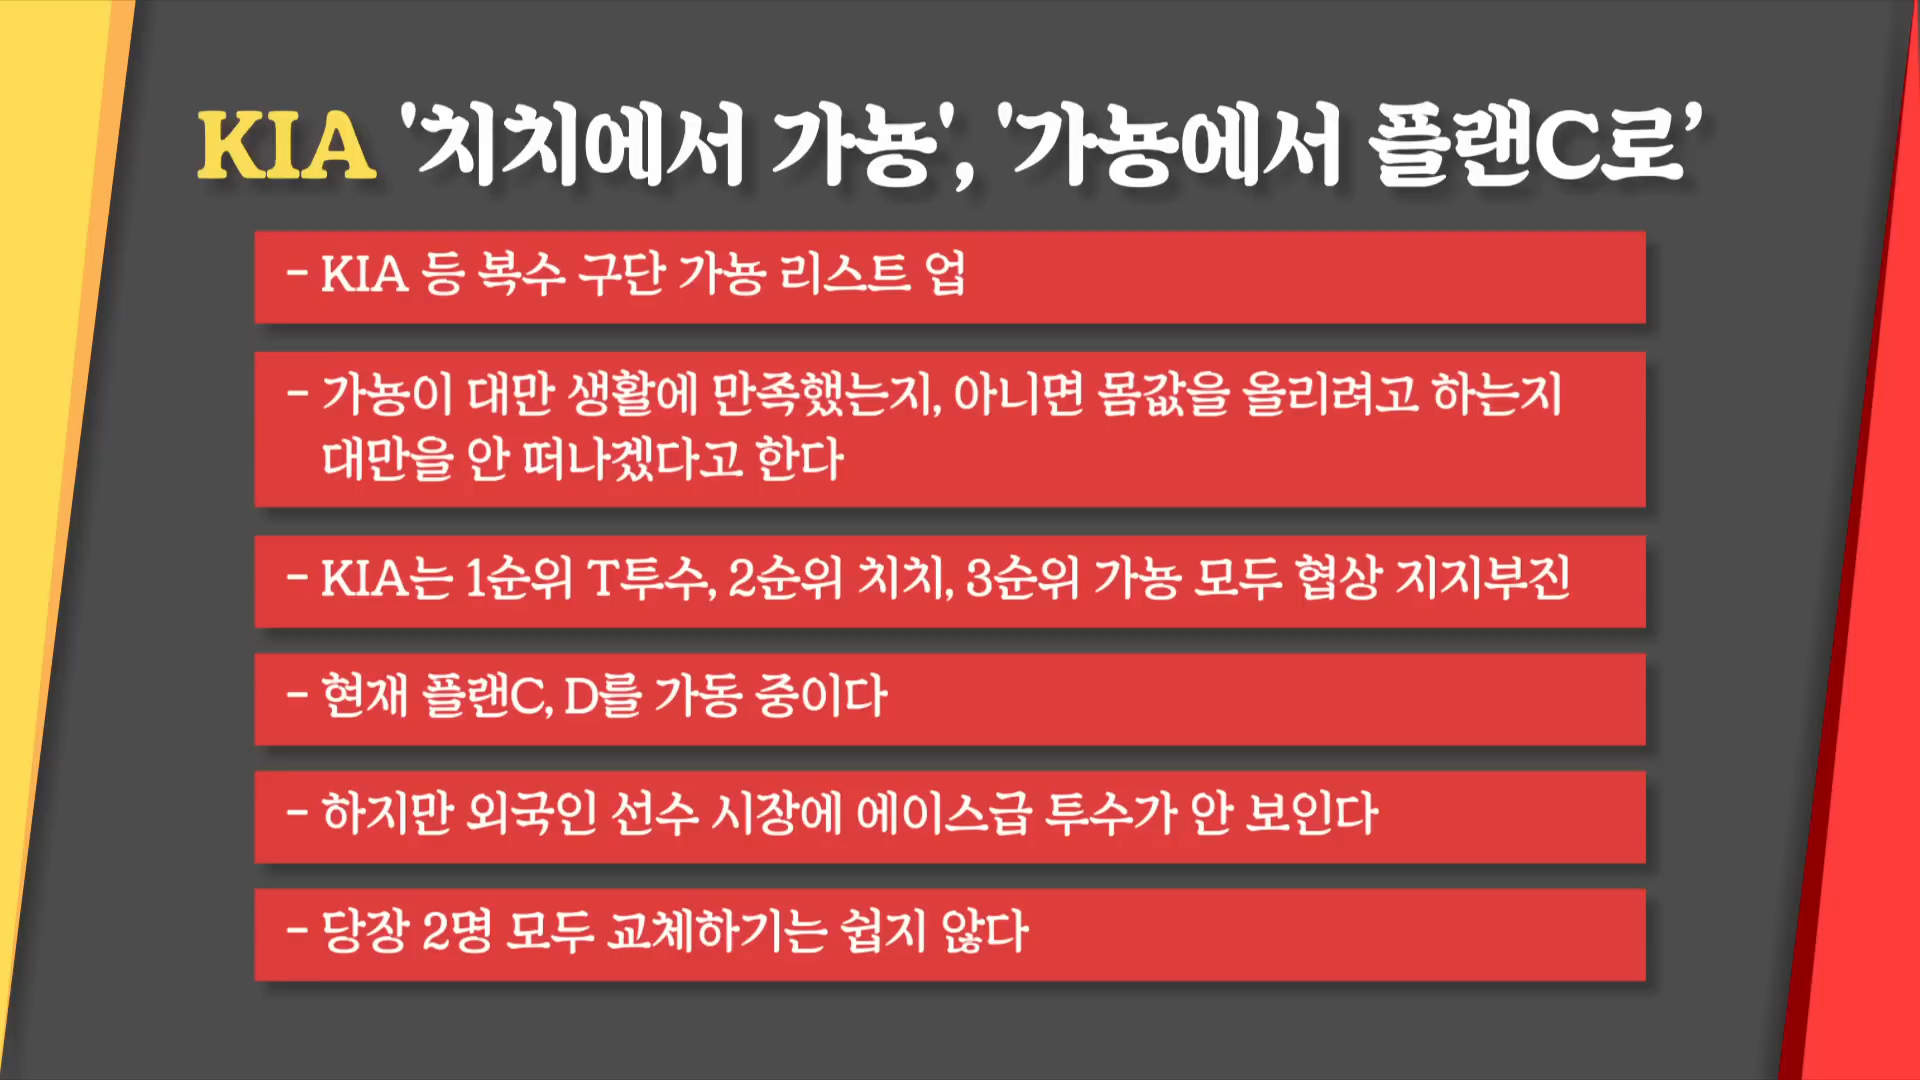 KIA '치치에서 가뇽', '가뇽에서 플랜C로’
- KIA 등 복수 구단 가뇽 리스트 업
- 가뇽이 대만 생활에 만족했는지, 아니면 몸값을 올리려고 하는지
대만을 안 떠나겠다고 한다
- KIA는 1순위 T투수, 2순위 치치, 3순위 가뇽 모두 협상 지지부진
- 현재 플랜C, D를 가동 중이다
- 하지만 외국인 선수 시장에 에이스급 투수가 안 보인다
- 당장 2명 모두 교체하기는 쉽지 않다